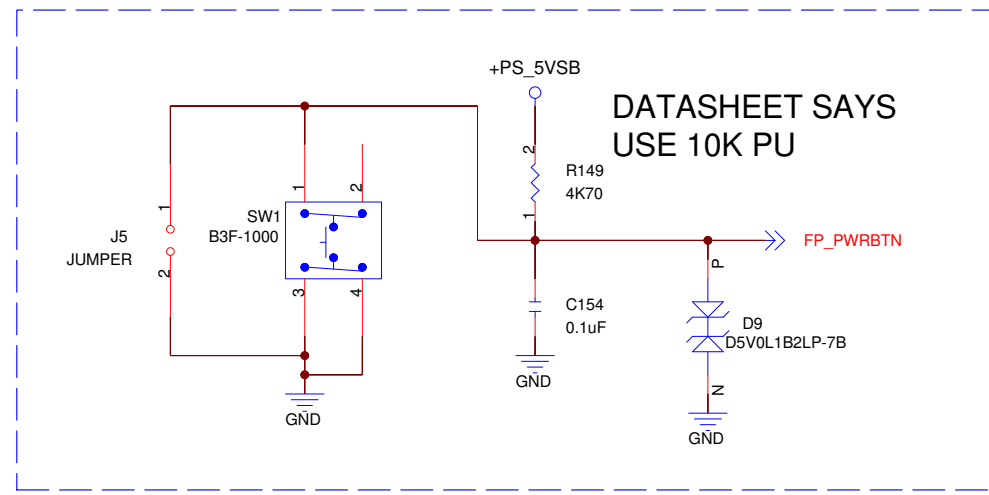 +PS_5VSB
DATASHEET SAYS
USE 10K PU
2
R149
4K70
1
1
J5
JUMPER
2
1
2
SW1
B3F-1000
3
4
GND
FP_PWRBTN
C154
0.1uF
GND
P
D9
D5V0L1B2LP-7B
N
GND